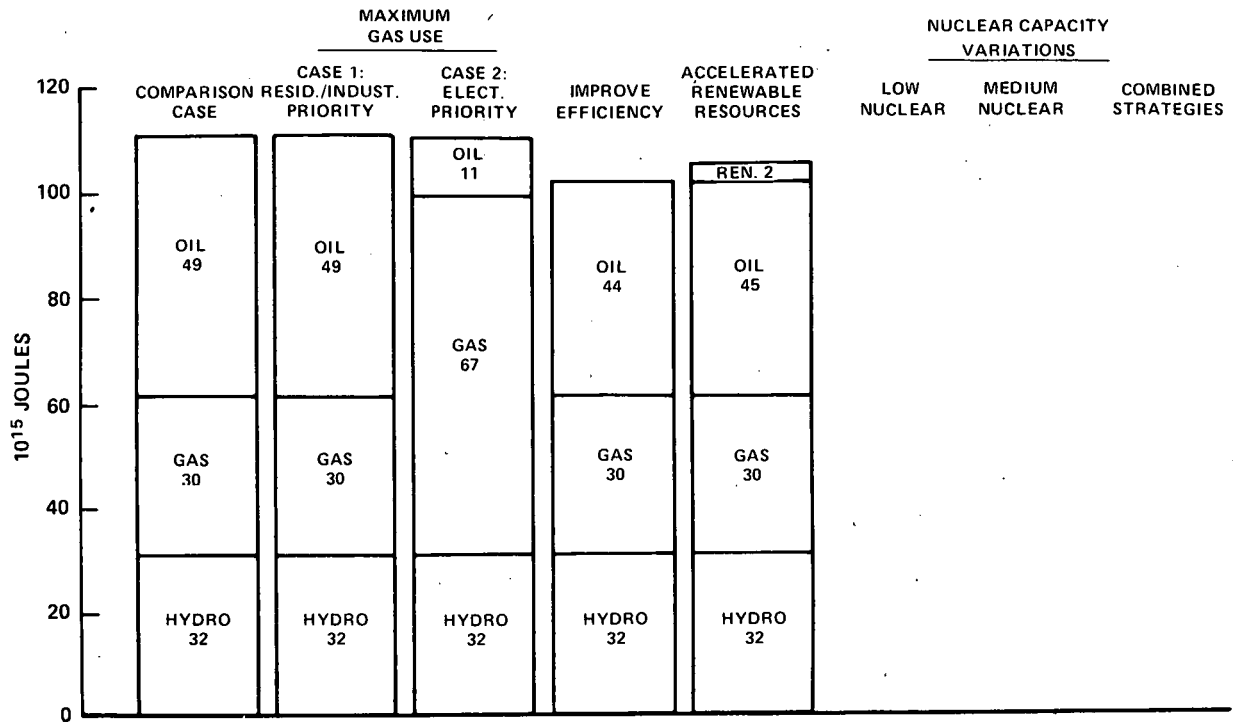 MAXIMUM
GAS USE
NUCLEAR CAPACITY
VARIATIONS
COMPARISON
CASE
CASE 1:
RESID./INDUST.
PRIORITY
CASE 2:
ELECT.
PRIORITY
IMPROVE
EFFICIENCY
ACCELERATED
RENEWABLE
RESOURCES
LOW
NUCLEAR
MEDIUM
NUCLEAR
COMBINED
STRATEGIES
10¹⁵ JOULES
120
100
80
60
40
20
0
OIL
49
GAS
30
HYDRO
32
OIL
49
GAS
30
HYDRO
32
OIL
11
GAS
67
HYDRO
32
OIL
44
GAS
30
HYDRO
32
REN. 2
OIL
45
GAS
30
HYDRO
32